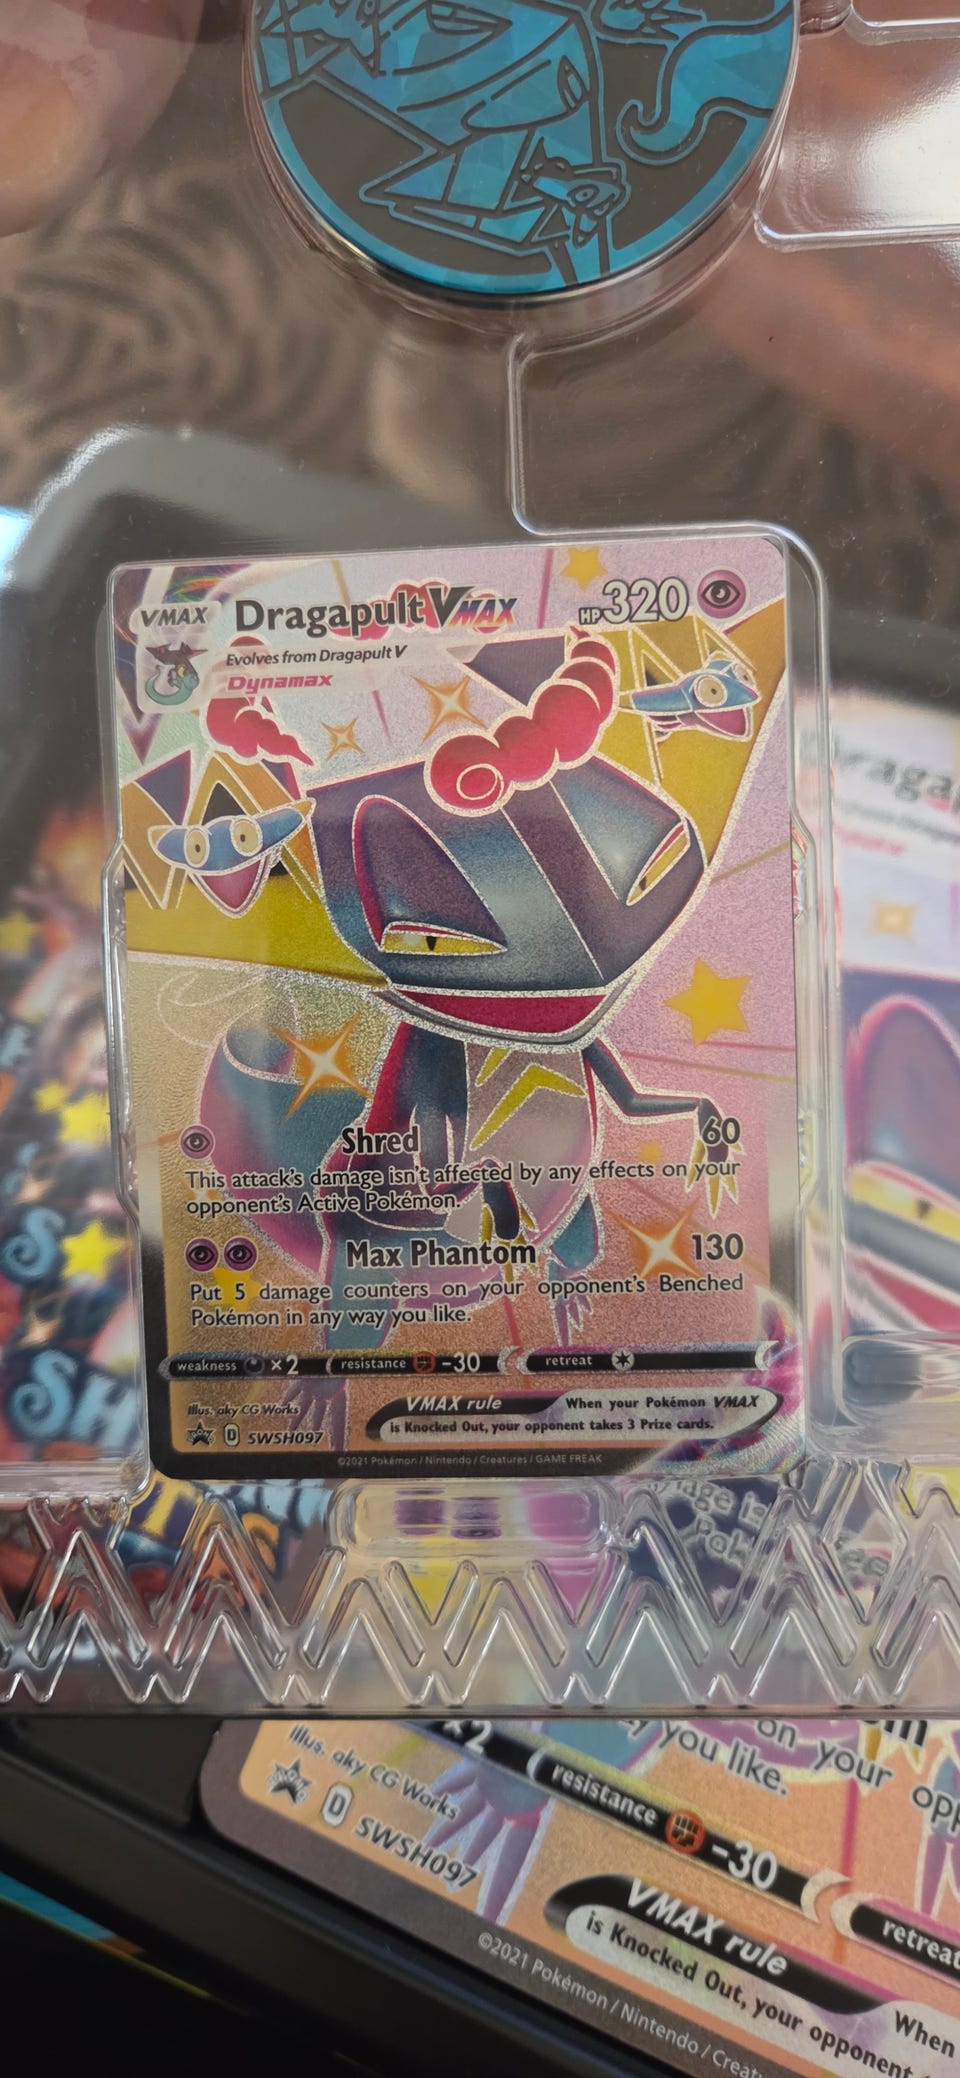 VMAX Dragapult VMAX HP 320
Evolves from Dragapult V
Dynamax
Shred 60
This attack's damage isn't affected by any effects on your
opponent's Active Pokémon.
Max Phantom 130
Put 5 damage counters on your opponent's Benched
Pokémon in any way you like.
weakness ×2 resistance -30 retreat
Illus. aky CG Works
VMAX rule When your Pokémon VMAX
is Knocked Out, your opponent takes 3 Prize cards.
D SWSH097
©2021 Pokémon / Nintendo / Creatures / GAME FREAK
×2 you like. on your opp
Illus. aky CG Works
resistance -30
retreat
D SWSH097
VMAX rule When
is Knocked Out, your opponent
©2021 Pokémon / Nintendo / Creat